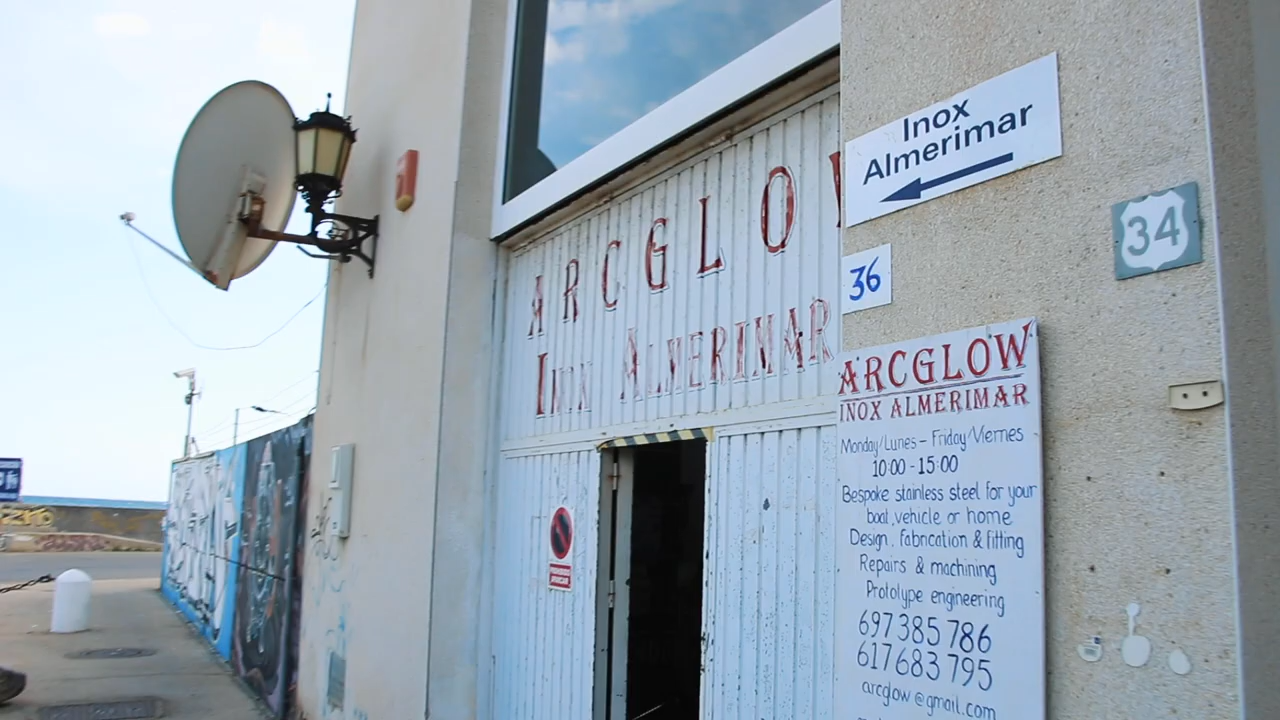 Inox
Almerimar
34
36
ARCGLOW
INOX ALMERIMAR
ARCGLOW
INOX ALMERIMAR
Monday/Lunes - Friday/Viernes
10:00 - 15:00
Bespoke stainless steel for your
boat, vehicle or home
Design, fabrication & fitting
Repairs & machining
Prototype engineering
697 385 786
617 683 795
arcglow@gmail.com